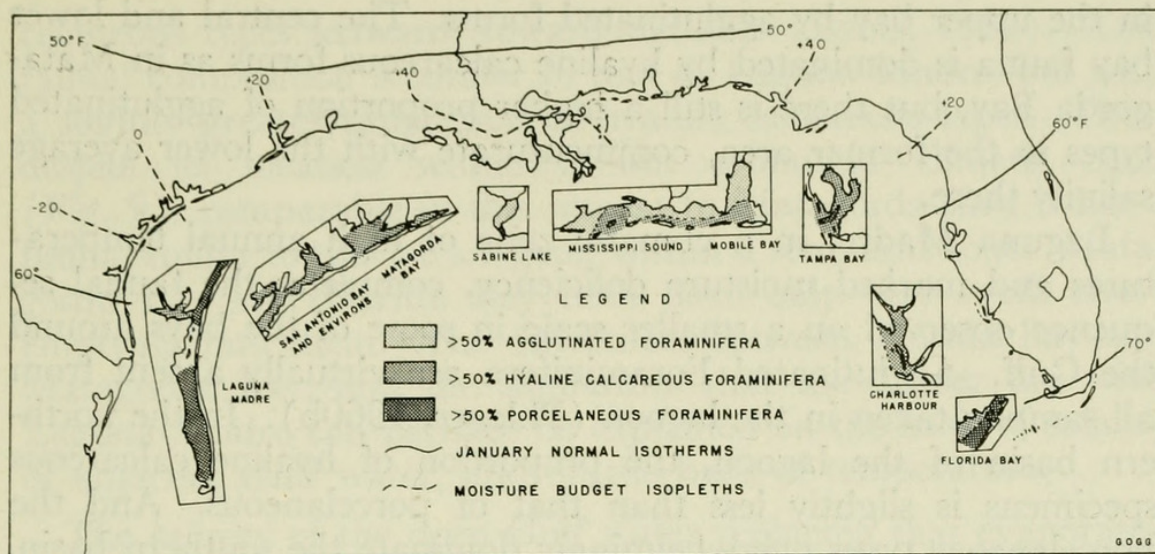 50°F
50°
+40
+20
+40
+20
0
60°F
-20
60°
70°
MATAGORDA BAY
SAN ANTONIO BAY
AND ENVIRONS
SABINE LAKE
MISSISSIPPI SOUND
MOBILE BAY
TAMPA BAY
LAGUNA
MADRE
CHARLOTTE
HARBOUR
FLORIDA BAY
LEGEND
>50% AGGLUTINATED FORAMINIFERA
>50% HYALINE CALCAREOUS FORAMINIFERA
>50% PORCELANEOUS FORAMINIFERA
JANUARY NORMAL ISOTHERMS
MOISTURE BUDGET ISOPLETHS
GOGG